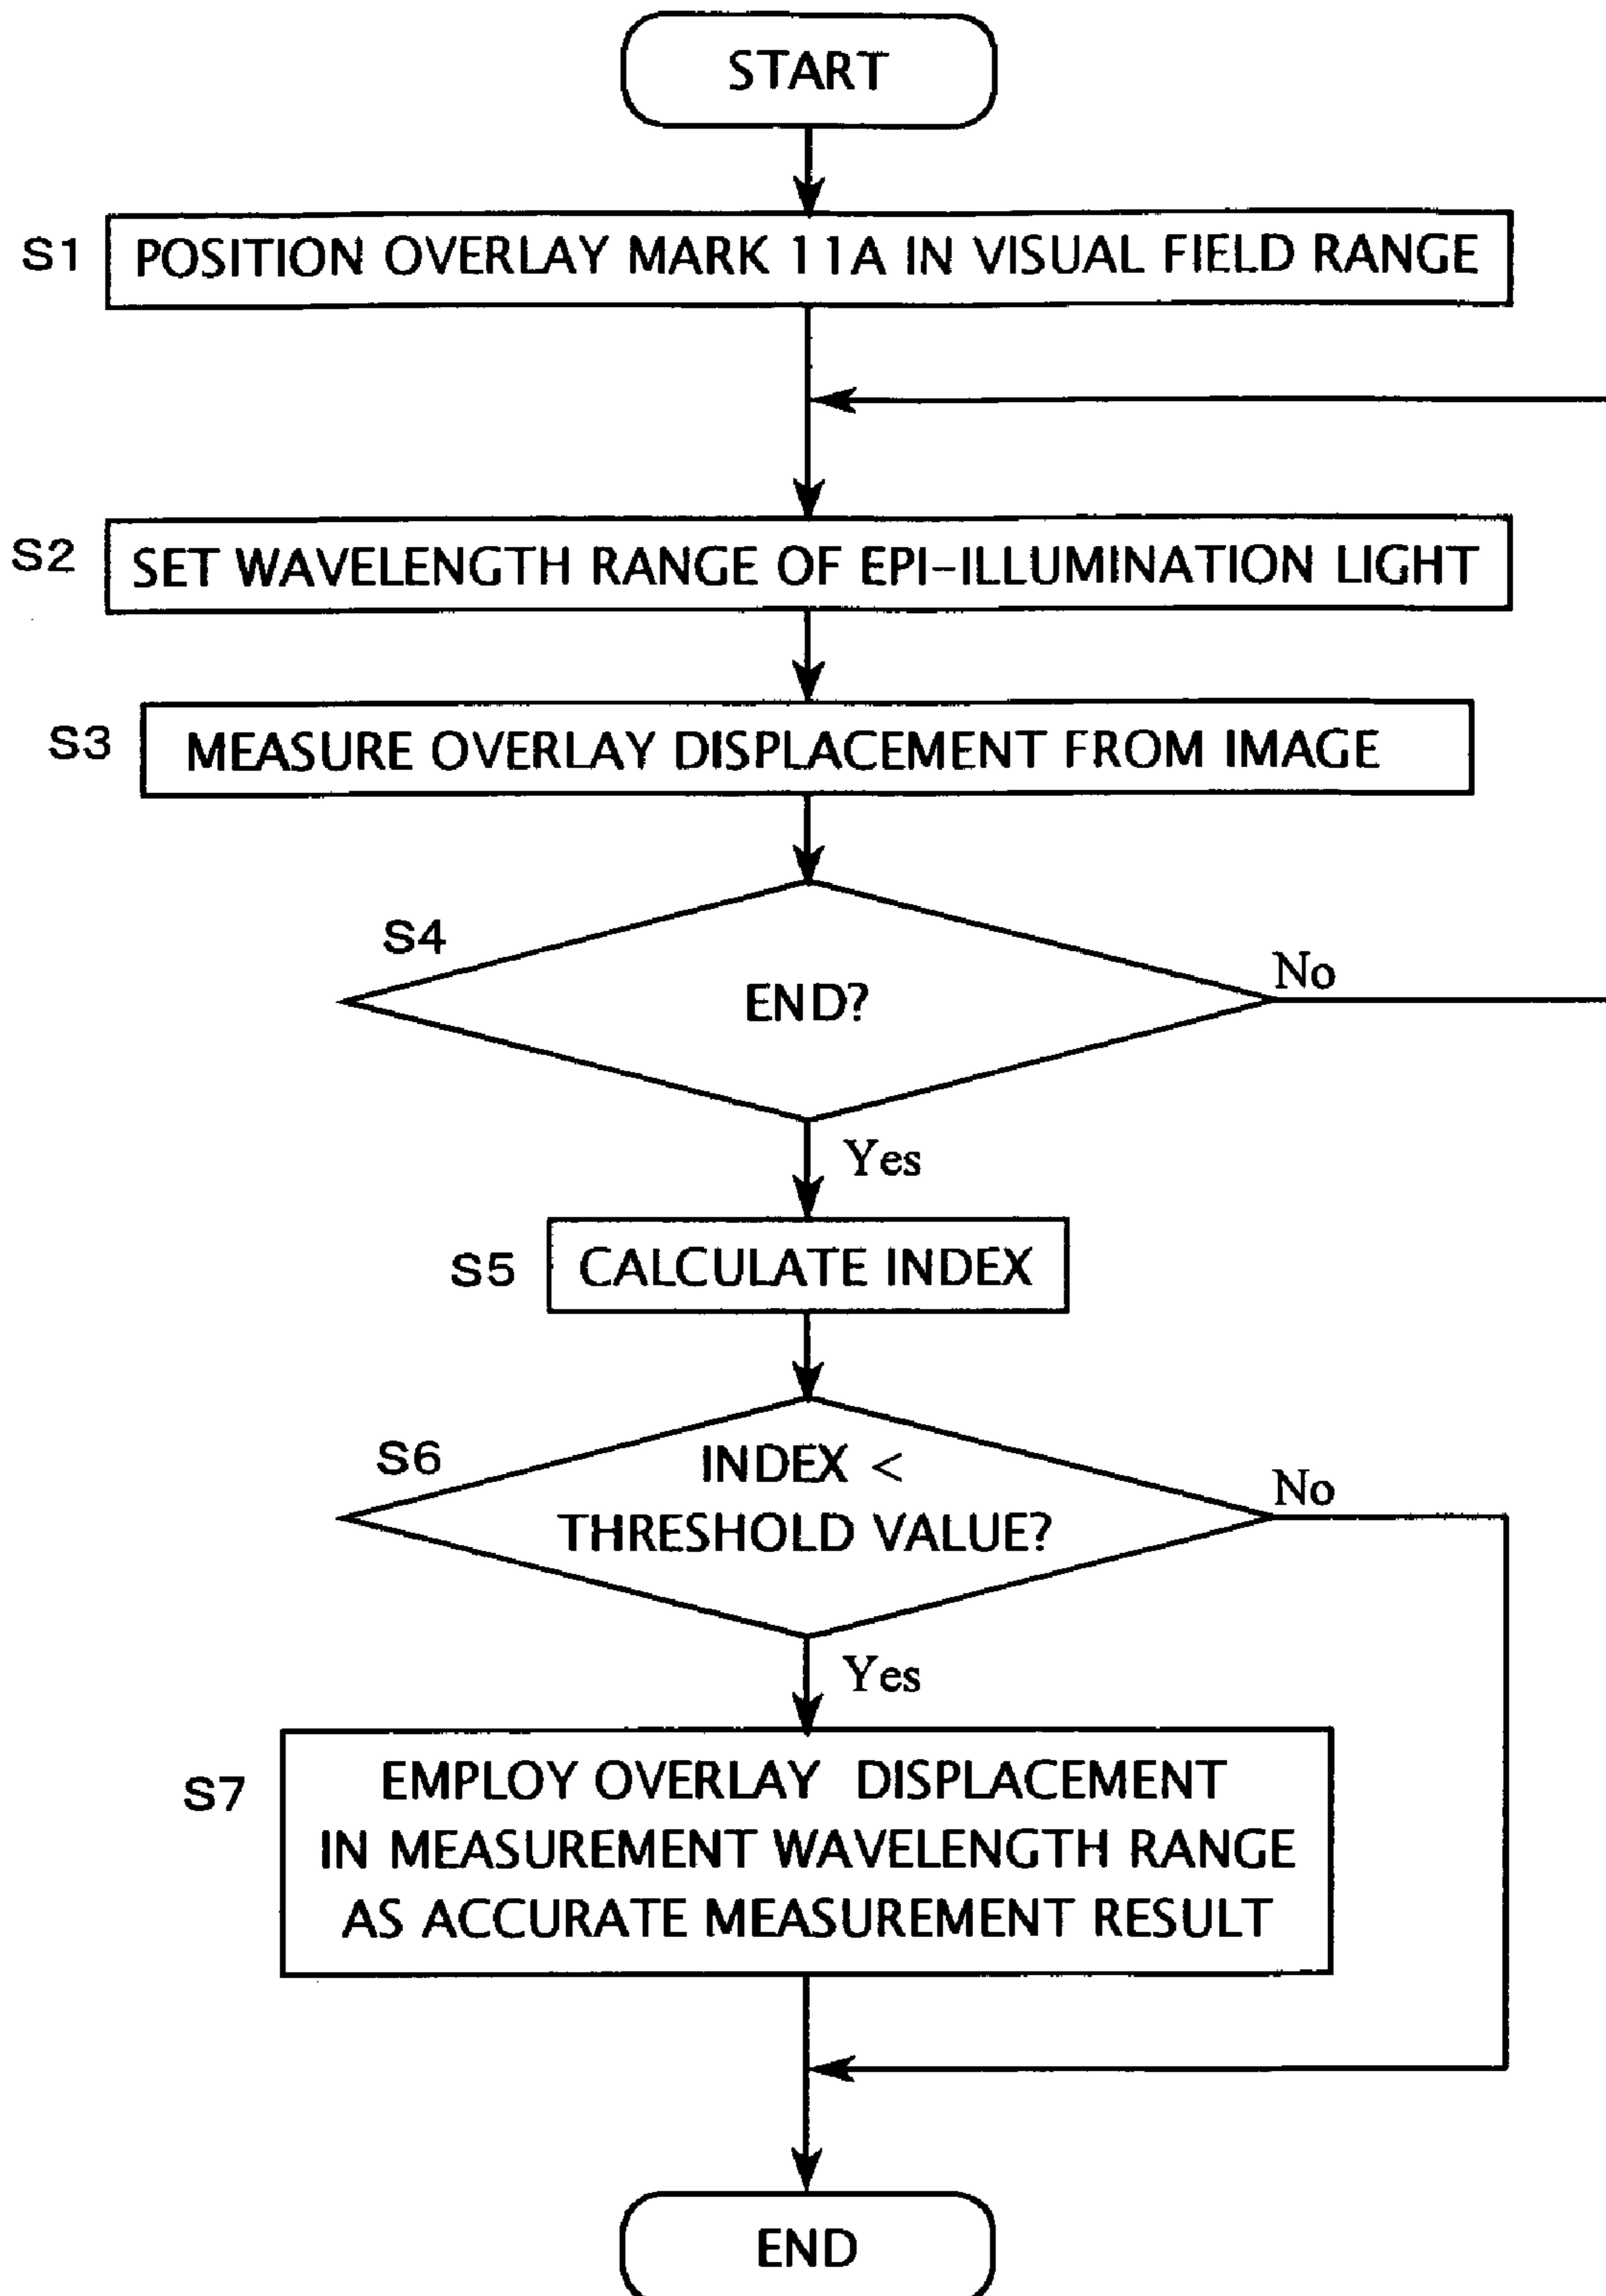 START
S1
POSITION OVERLAY MARK 11A IN VISUAL FIELD RANGE
S2
SET WAVELENGTH RANGE OF EPI-ILLUMINATION LIGHT
S3
MEASURE OVERLAY DISPLACEMENT FROM IMAGE
S4
END?
No
Yes
S5
CALCULATE INDEX
S6
INDEX <
THRESHOLD VALUE?
No
Yes
S7
EMPLOY OVERLAY DISPLACEMENT
IN MEASUREMENT WAVELENGTH RANGE
AS ACCURATE MEASUREMENT RESULT
END